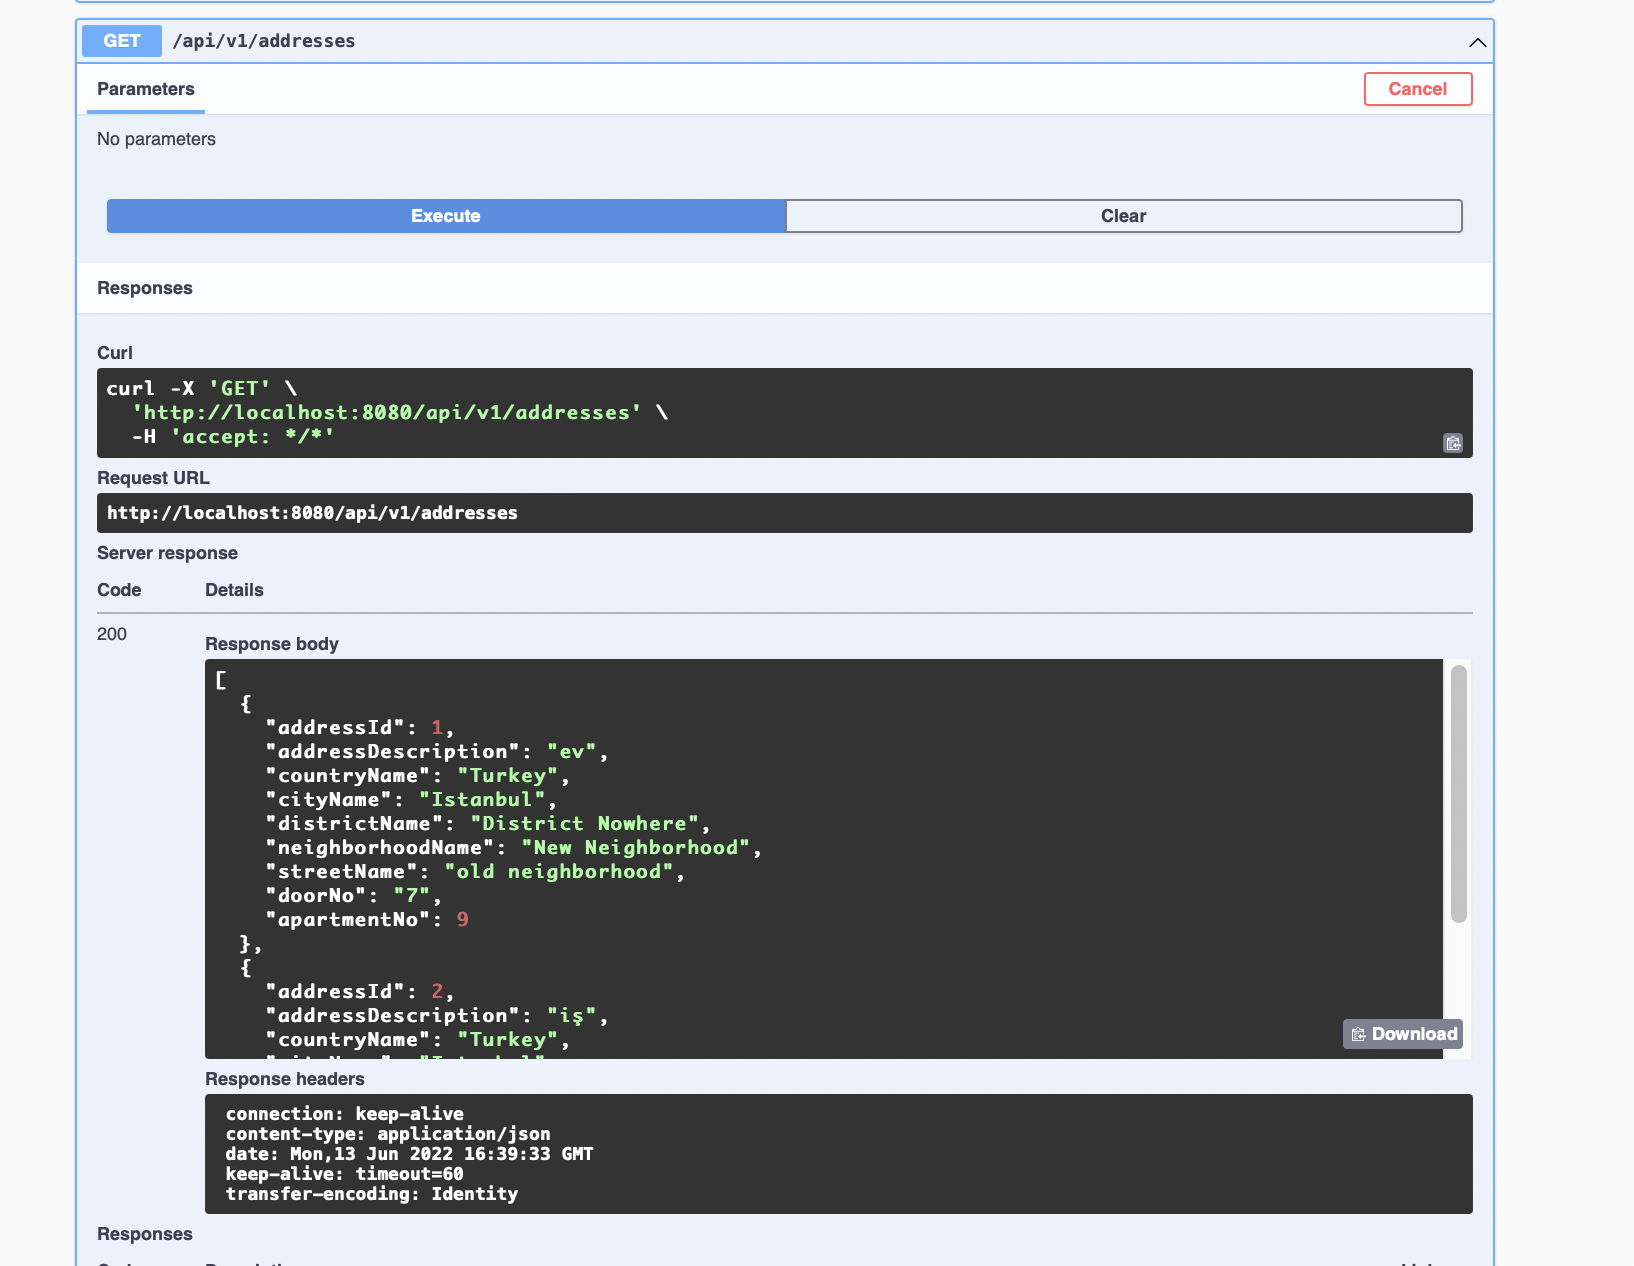 GET /api/v1/addresses
Parameters
Cancel
No parameters
Execute
Clear
Responses
Curl
curl -X 'GET' \
'http://localhost:8080/api/v1/addresses' \
-H 'accept: */*'
Request URL
http://localhost:8080/api/v1/addresses
Server response
Code Details
200
Response body
[
{
"addressId": 1,
"addressDescription": "ev",
"countryName": "Turkey",
"cityName": "Istanbul",
"districtName": "District Nowhere",
"neighborhoodName": "New Neighborhood",
"streetName": "old neighborhood",
"doorNo": "7",
"apartmentNo": 9
},
{
"addressId": 2,
"addressDescription": "iş",
"countryName": "Turkey",
Download
Response headers
connection: keep-alive
content-type: application/json
date: Mon,13 Jun 2022 16:39:33 GMT
keep-alive: timeout=60
transfer-encoding: Identity
Responses